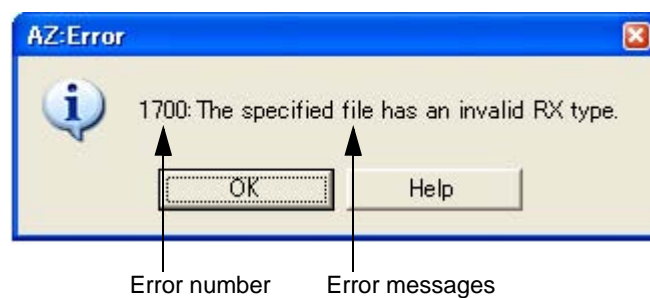 AZ:Error
1700: The specified file has an invalid RX type.
OK Help
Error number Error messages